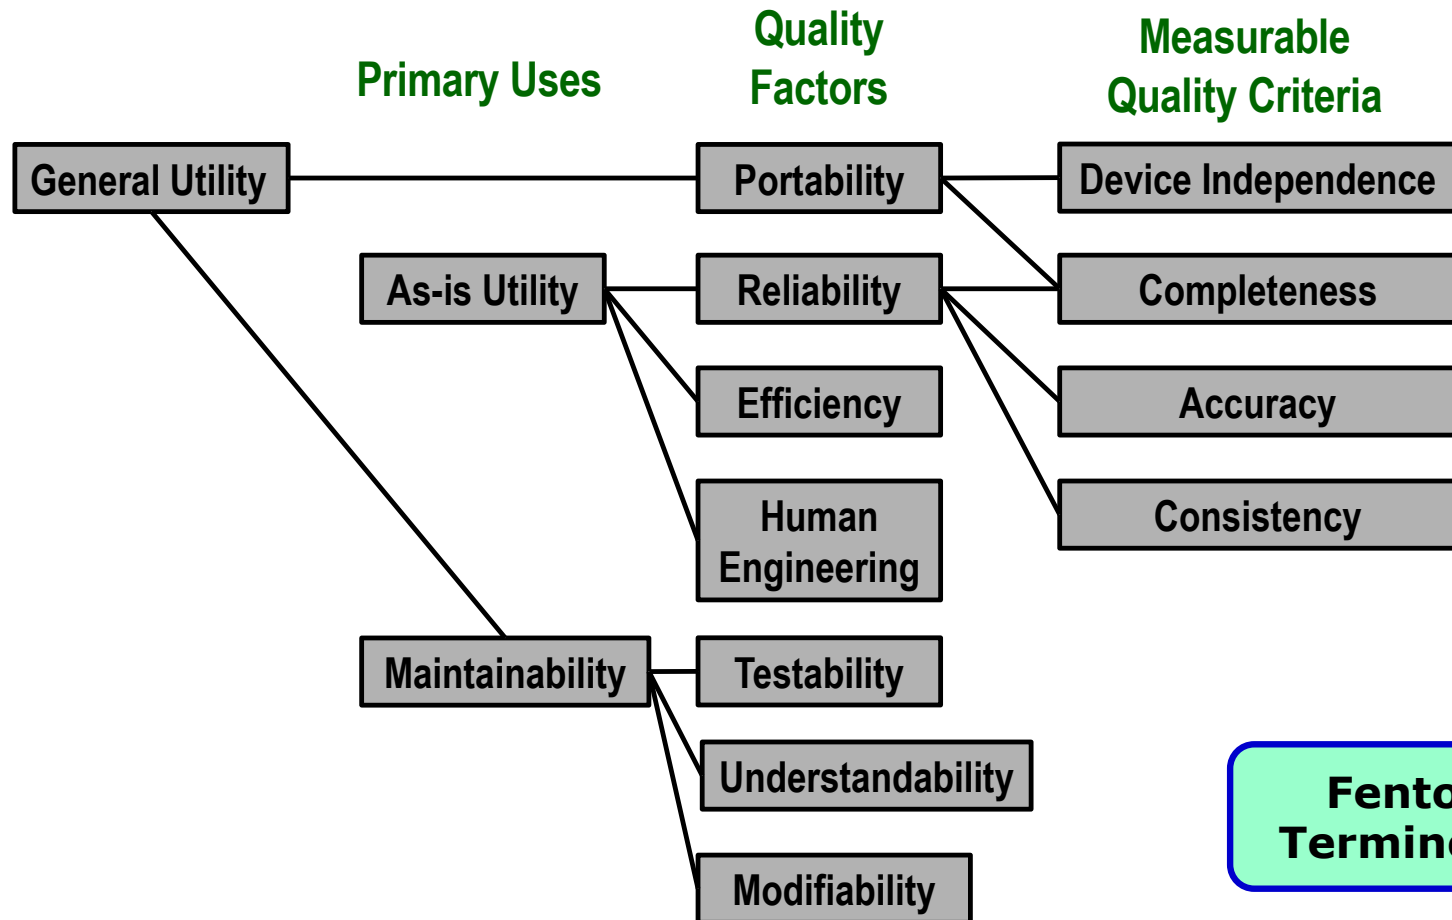 Primary Uses
Quality
Factors
Measurable
Quality Criteria
General Utility
Portability
Device Independence
As-is Utility
Reliability
Completeness
Efficiency
Accuracy
Human
Engineering
Consistency
Maintainability
Testability
Understandability
Modifiability